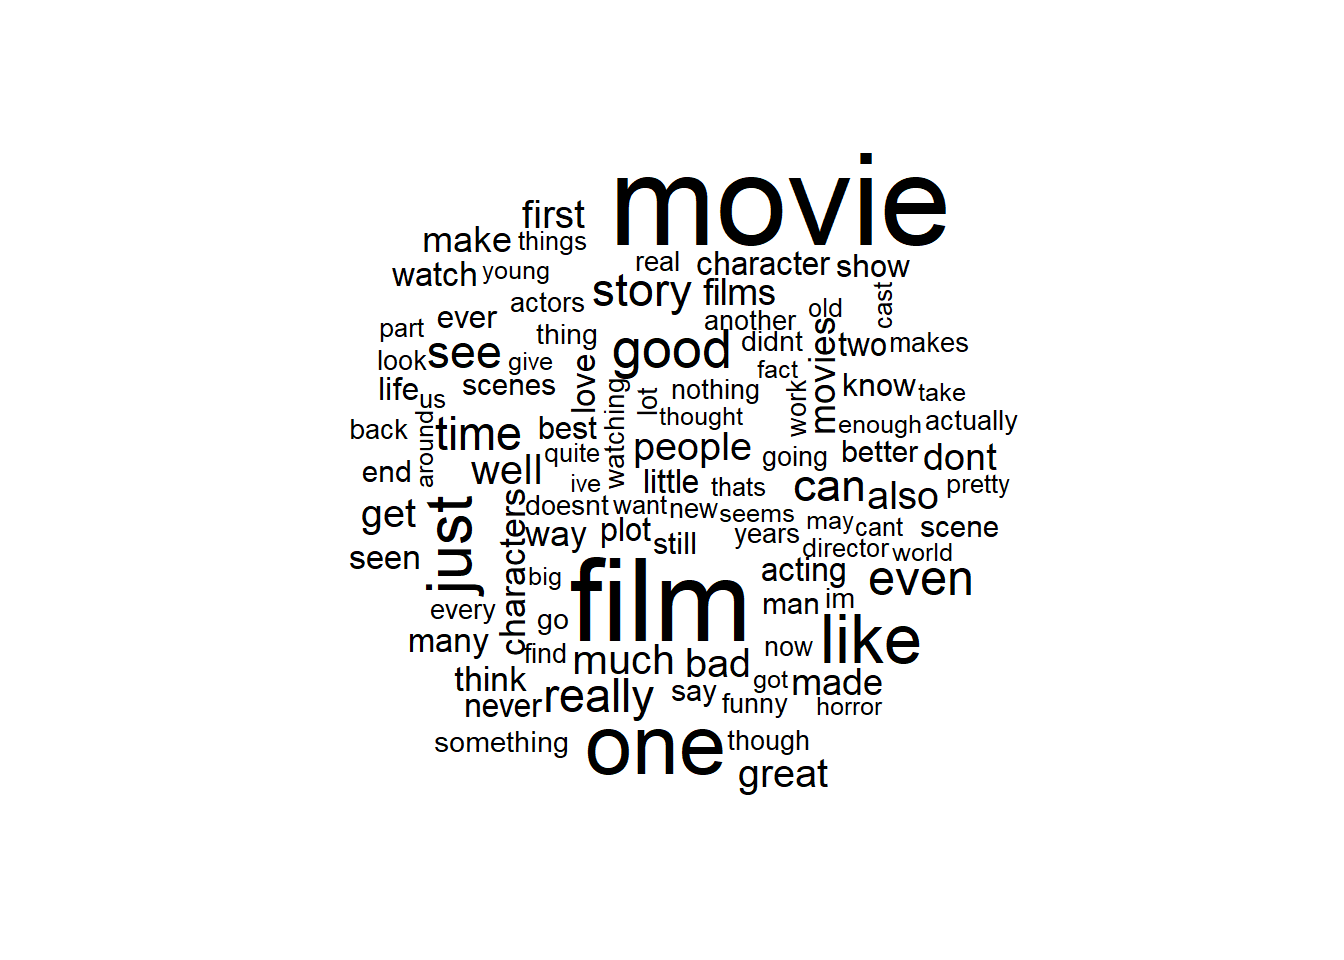 movie
first
make things
watch young
real character show
story films
actors
cast
old
part ever
another
thing
good didnt
movies
two makes
look see give
love
fact
life us scenes
watching
lot
nothing
work
know take
thought
enough actually
back
around
time best
people
quite
going better dont
end
well
ive little thats
can also pretty
get
just
characters
doesnt want new seems
way plot still years
may cant scene
director world
seen
film
acting even
big
man im
every
go
many
find much bad
now like
think
really say got made
never
funny horror
something one though
great